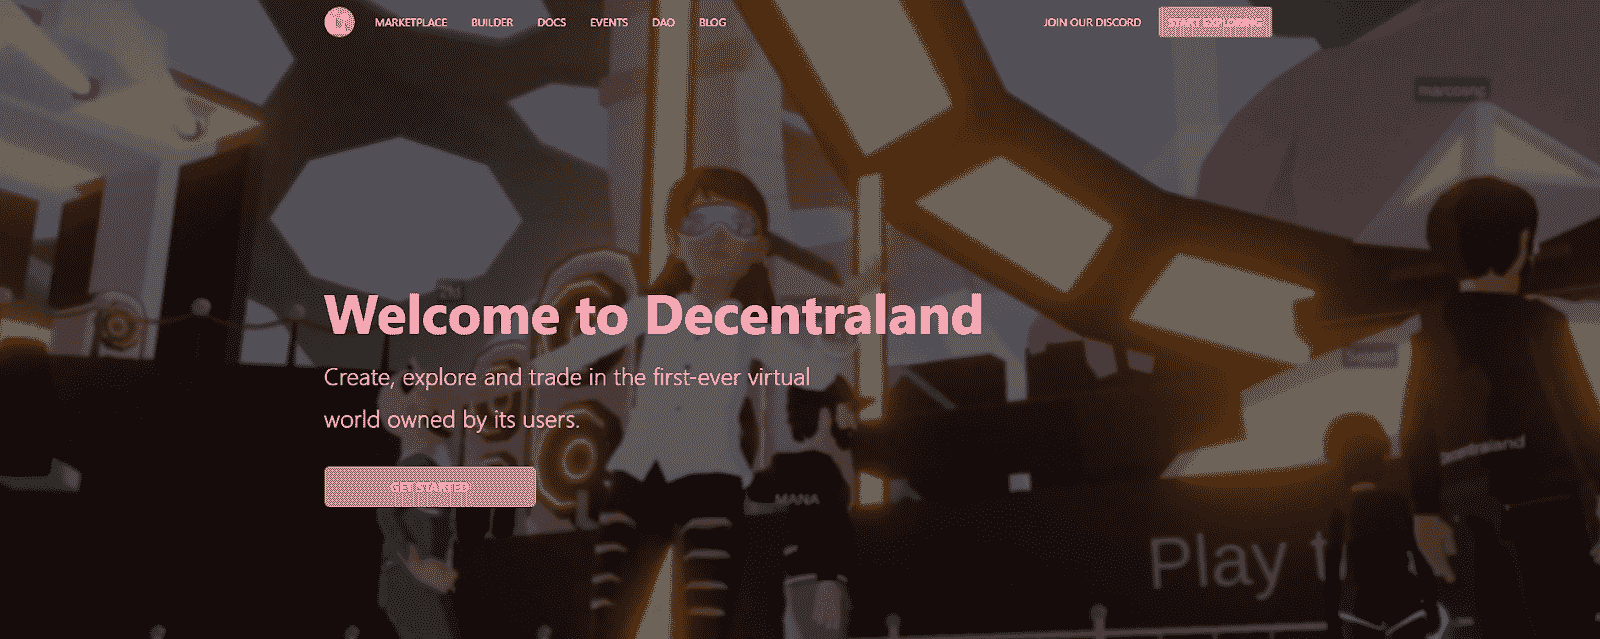 MARKETPLACE BUILDER DOCS EVENTS DAO BLOG JOIN OUR DISCORD START EXPLORING
Welcome to Decentraland
Create, explore and trade in the first-ever virtual
world owned by its users.
GET STARTED
MANA
Play t